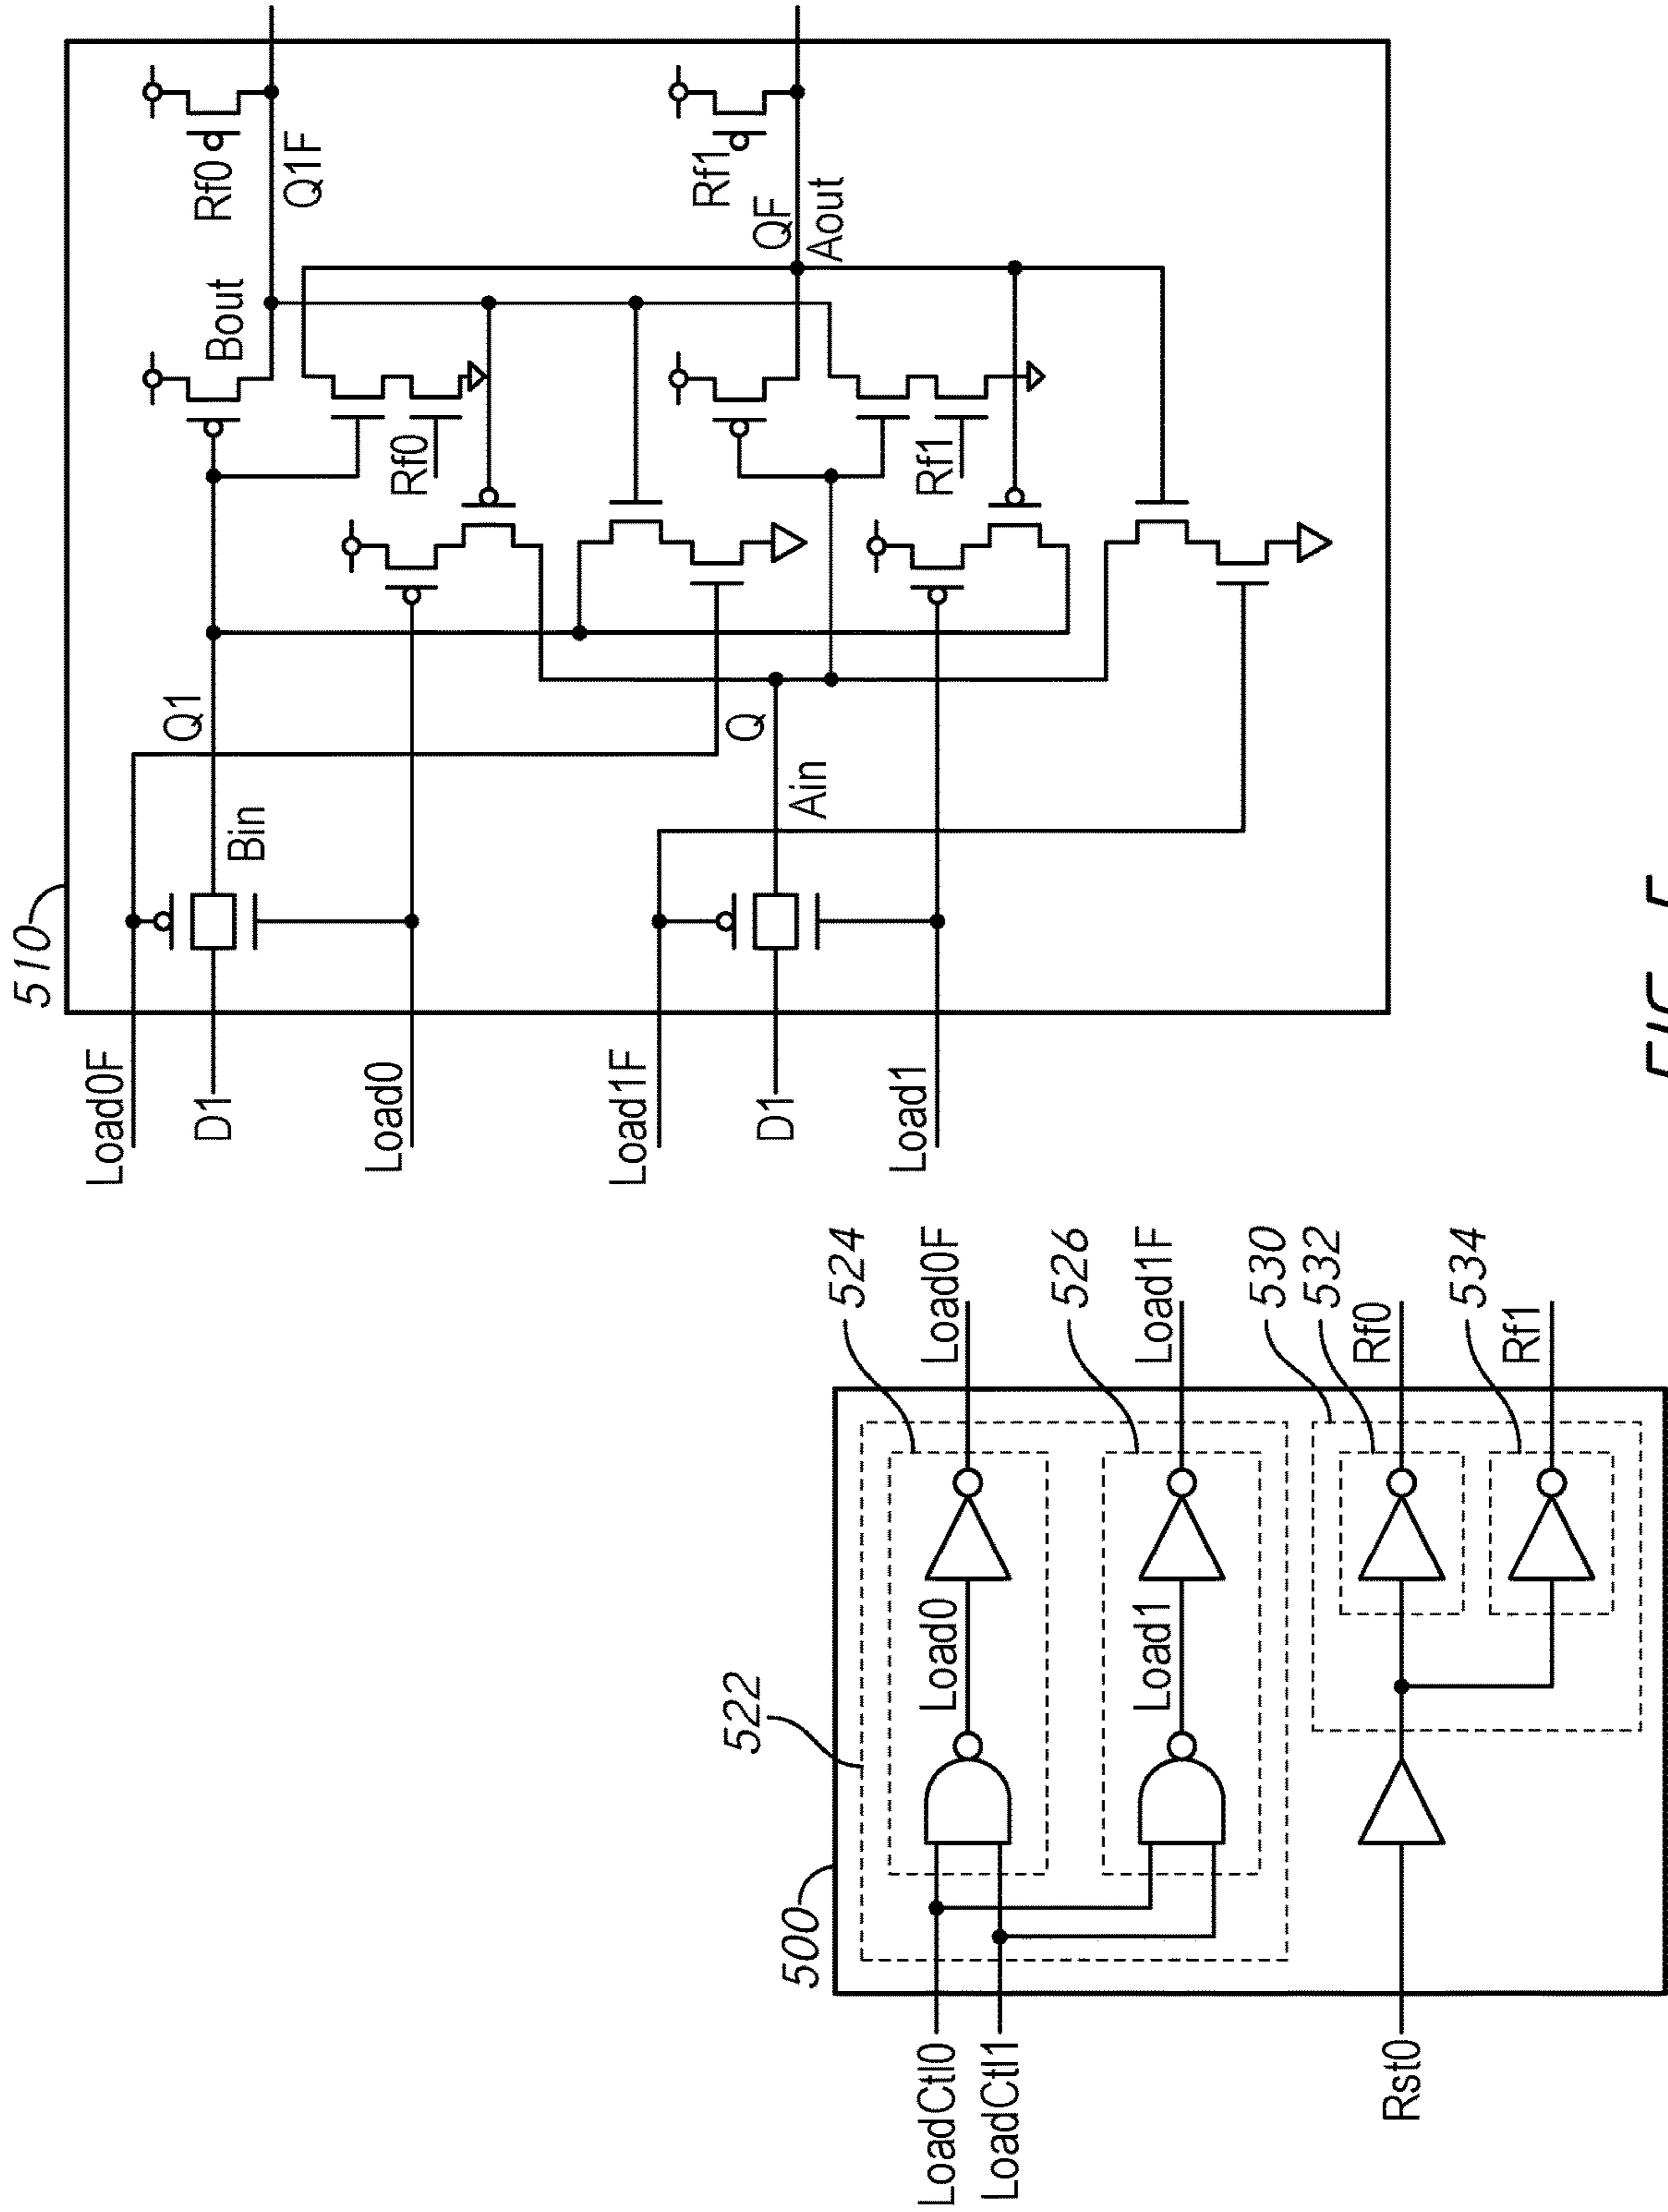 510
Load0F
D1
Load0
Load1F
D1
Load1
Bin
Q1
Ain
Q
Bout
Rf0
Rf1
Rf0
Q1F
Rf1
QF
Aout
500
522
524
526
530
532
534
LoadCtl0
LoadCtl1
Rst0
Load0
Load1
Load0F
Load1F
Rf0
Rf1